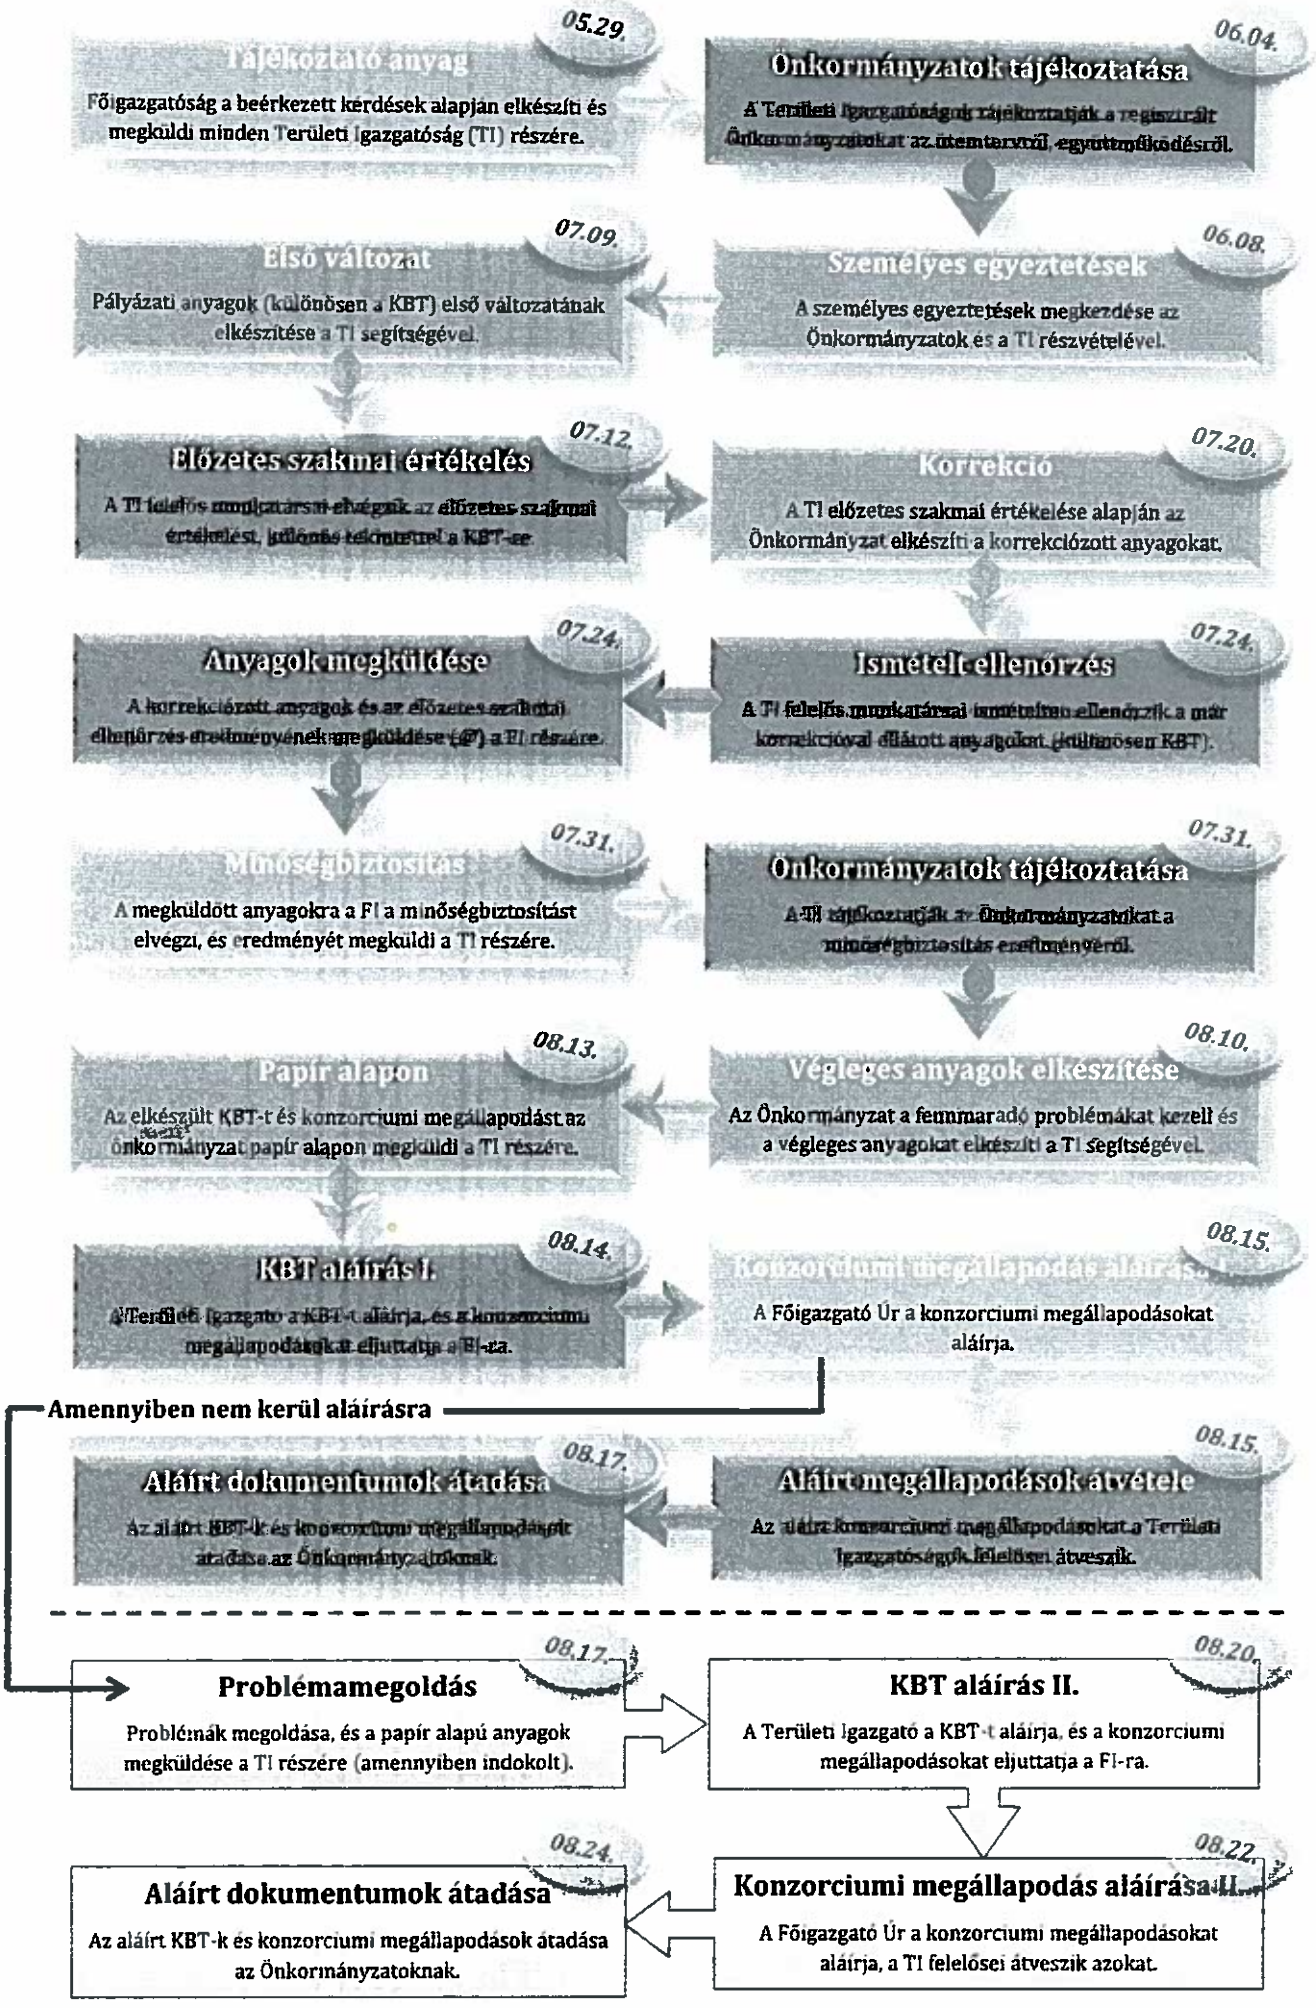 05.29.
Tájékoztató anyag
Főigazgatóság a beérkezett kérdések alapján elkészíti és
megküldi minden Területi Igazgatóság (TI) részére.
06.04.
Önkormányzatok tájékoztatása
A Területi Igazgatóságok tájékoztatják a regisztrált
Önkormányzatokat az ütemtervről, együttműködésről.
06.08.
Személyes egyeztetések
A személyes egyeztetések megkezdése az
Önkormányzatok és a TI részvételével.
07.09.
Első változat
Pályázati anyagok (különösen a KBT) első változatának
elkészítése a TI segítségével.
07.12.
Előzetes szakmai értékelés
A TI felelős munkatársai elvégzik az előzetes szakmai
értékelést, különös tekintettel a KBT-re.
07.20.
Korrekció
A TI előzetes szakmai értékelése alapján az
Önkormányzat elkészíti a korrekciózott anyagokat.
07.24.
Ismételt ellenőrzés
A TI felelős munkatársai ismételten ellenőrzik a már
korrekcióval ellátott anyagokat (különösen KBT).
07.24.
Anyagok megküldése
A korrekciózott anyagok és az előzetes szakmai
ellenőrzés eredményének megküldése (@) a FI részére.
07.31.
Minőségbiztosítás
A megküldött anyagokra a FI a minőségbiztosítást
elvégzi, és eredményét megküldi a TI részére.
07.31.
Önkormányzatok tájékoztatása
A TI tájékoztatják az Önkormányzatokat a
minőségbiztosítás eredményéről.
08.10.
Végleges anyagok elkészítése
Az Önkormányzat a fennmaradó problémákat kezeli és
a végleges anyagokat elkészíti a TI segítségével.
08.13.
Papír alapon
Az elkészült KBT-t és konzorciumi megállapodást az
önkormányzat papír alapon megküldi a TI részére.
08.14.
KBT aláírás I.
A Területi Igazgató a KBT-t aláírja, és a konzorciumi
megállapodásokat eljuttatja a FI-ra.
08.15.
Konzorciumi megállapodás aláírása I.
A Főigazgató Úr a konzorciumi megállapodásokat
aláírja.
Amennyiben nem kerül aláírásra
08.15.
Aláírt megállapodások átvétele
Az aláírt konzorciumi megállapodásokat a Területi
Igazgatóságok felelősei átveszik.
08.17.
Aláírt dokumentumok átadása
Az aláírt KBT-k és konzorciumi megállapodások
átadása az Önkormányzatoknak.
08.17.
Problémamegoldás
Problémák megoldása, és a papír alapú anyagok
megküldése a TI részére (amennyiben indokolt).
08.20.
KBT aláírás II.
A Területi Igazgató a KBT-t aláírja, és a konzorciumi
megállapodásokat eljuttatja a FI-ra.
08.22.
Konzorciumi megállapodás aláírása II.
A Főigazgató Úr a konzorciumi megállapodásokat
aláírja, a TI felelősei átveszik azokat.
08.24.
Aláírt dokumentumok átadása
Az aláírt KBT-k és konzorciumi megállapodások átadása
az Önkormányzatoknak.